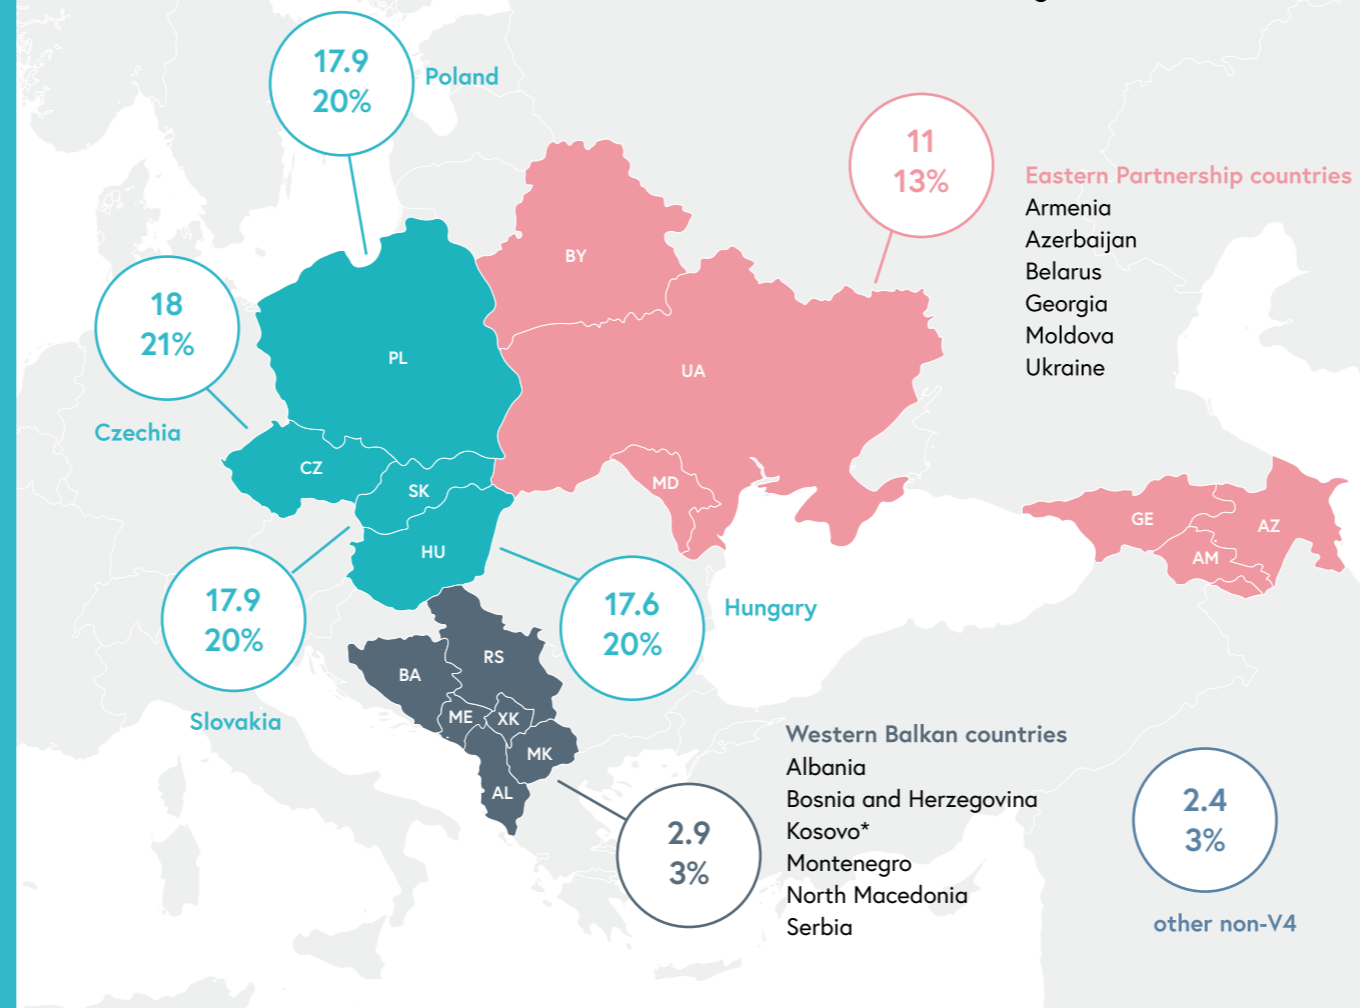 17.9
20%
Poland
11
13%
Eastern Partnership countries
Armenia
Azerbaijan
Belarus
Georgia
Moldova
Ukraine
BY
18
21%
Czechia
PL
UA
CZ
SK
HU
MD
GE
AZ
AM
17.9
20%
Slovakia
17.6
20%
Hungary
RS
BA
ME
XK
MK
AL
Western Balkan countries
Albania
Bosnia and Herzegovina
Kosovo*
Montenegro
North Macedonia
Serbia
2.9
3%
2.4
3%
other non-V4